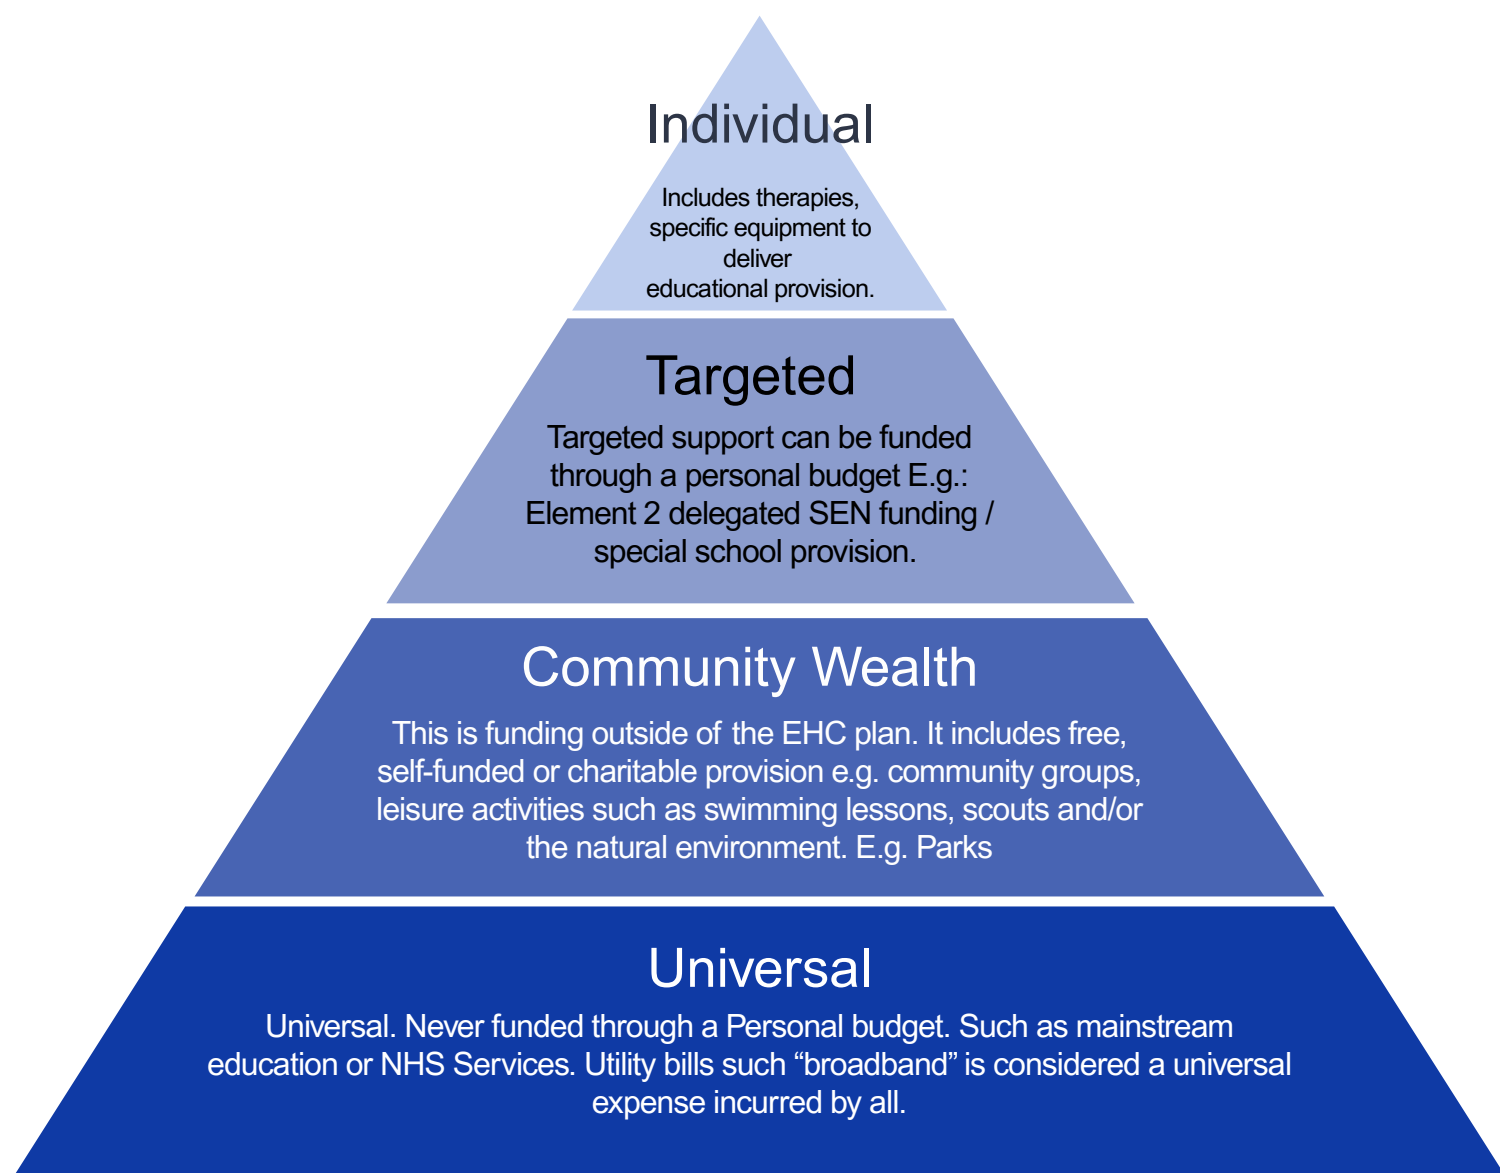 Individual
Includes therapies,
specific equipment to
deliver
educational provision.
Targeted
Targeted support can be funded
through a personal budget E.g.:
Element 2 delegated SEN funding /
special school provision.
Community Wealth
This is funding outside of the EHC plan. It includes free,
self-funded or charitable provision e.g. community groups,
leisure activities such as swimming lessons, scouts and/or
the natural environment. E.g. Parks
Universal
Universal. Never funded through a Personal budget. Such as mainstream
education or NHS Services. Utility bills such “broadband” is considered a universal
expense incurred by all.